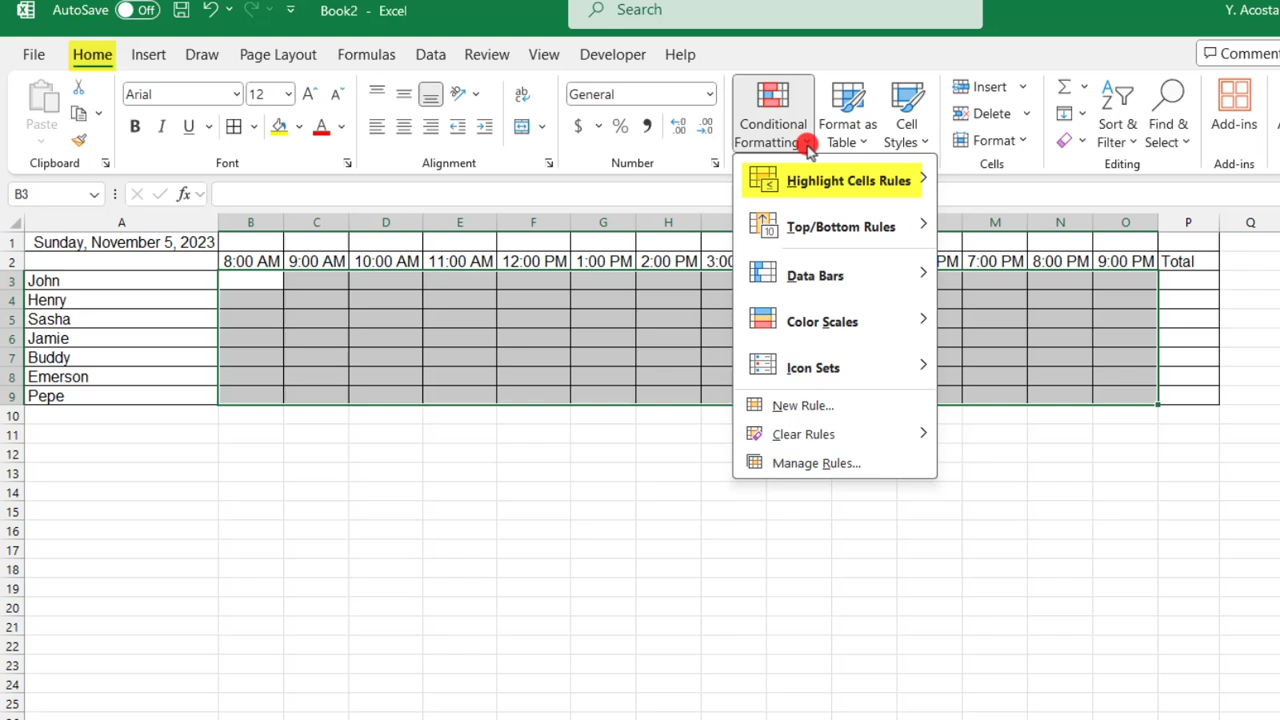 AutoSave Off Book2 - Excel Search Y. Acosta
File Home Insert Draw Page Layout Formulas Data Review View Developer Help Commen
Paste
Clipboard
Arial 12
B I U A
Font
ab
Alignment
General
$ % ,
Number
Conditional Formatting
Format as Table
Cell Styles
Insert
Delete
Format
Cells
Sort & Filter
Find & Select
Editing
Add-ins
Add-ins
B3 fx
Highlight Cells Rules
Top/Bottom Rules
Data Bars
Color Scales
Icon Sets
New Rule...
Clear Rules
Manage Rules...
A B C D E F G H M N O P Q
1 Sunday, November 5, 2023
2 8:00 AM 9:00 AM 10:00 AM 11:00 AM 12:00 PM 1:00 PM 2:00 PM 3:00 PM 7:00 PM 8:00 PM 9:00 PM Total
3 John
4 Henry
5 Sasha
6 Jamie
7 Buddy
8 Emerson
9 Pepe
10
11
12
13
14
15
16
17
18
19
20
21
22
23
24
25